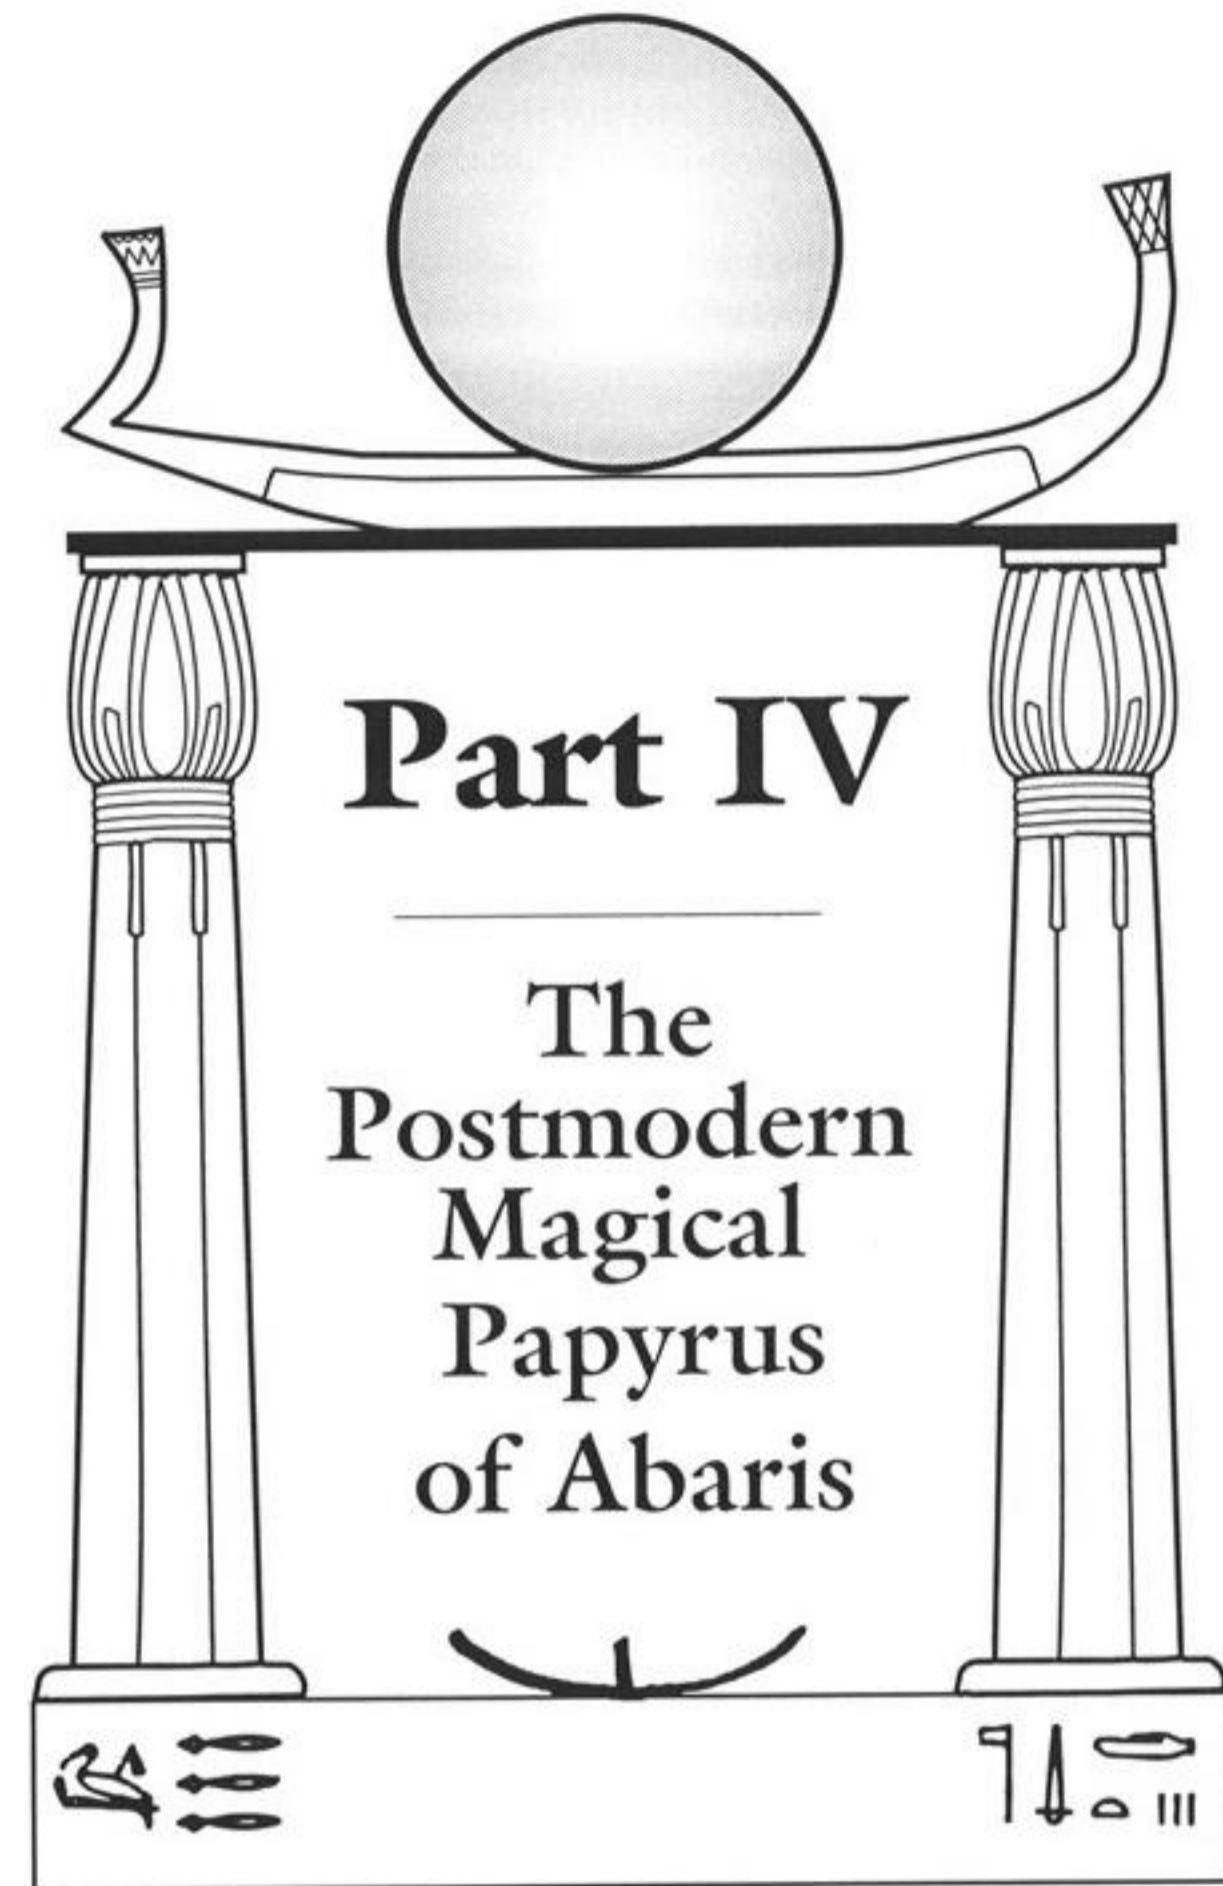 Part IV
The
Postmodern
Magical
Papyrus
of Abaris